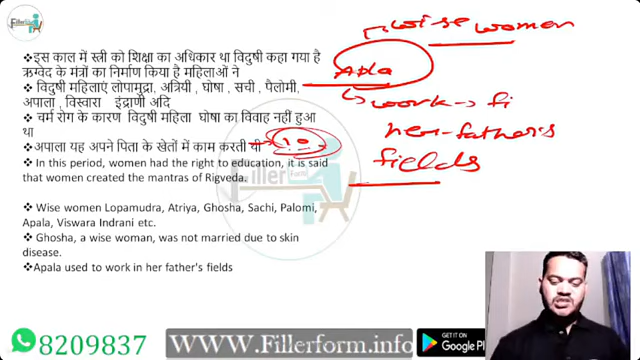 wise women
Apla
work → fi
her father's
fields
10
❖ इस काल में स्त्री को शिक्षा का अधिकार था विदुषी कहा गया है
ऋग्वेद के मंत्रों का निर्माण किया है महिलाओं ने
❖ विदुषी महिलाएं लोपामुद्रा, अत्रियी , घोषा , सची , पैलोमी ,
अपाला , विस्वारा इंद्राणी अदि
❖ चर्म रोग के कारण विदुषी महिला घोषा का विवाह नहीं हुआ
था
❖ अपाला यह अपने पिता के खेतों में काम करती थी
❖ In this period, women had the right to education, it is said
that women created the mantras of Rigveda.
❖ Wise women Lopamudra, Atriya, Ghosha, Sachi, Palomi,
Apala, Viswara Indrani etc.
❖ Ghosha, a wise woman, was not married due to skin
disease.
❖ Apala used to work in her father's fields
Filler
Form
8209837
WWW.Fillerform.info
GET IT ON
Google Pl